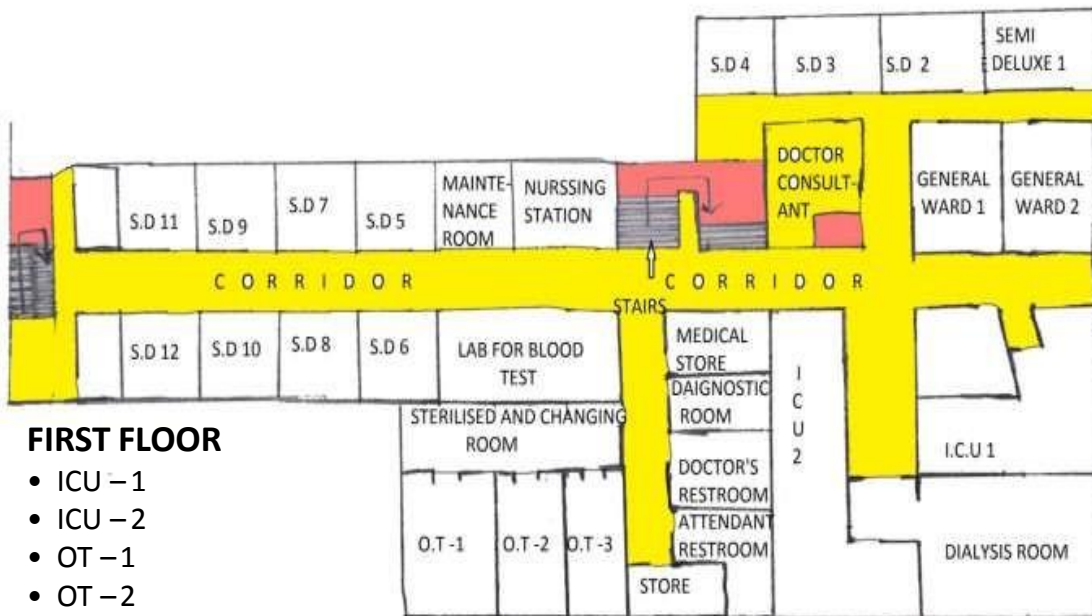 SEMI
DELUXE 1
S.D 4
S.D 3
S.D 2
DOCTOR
CONSULT-
ANT
GENERAL
WARD 1
GENERAL
WARD 2
S.D 11
S.D 9
S.D 7
S.D 5
MAINTE-
NANCE
ROOM
NURSSING
STATION
CORRIDOR
CORRIDOR
STAIRS
S.D 12
S.D 10
S.D 8
S.D 6
LAB FOR BLOOD
TEST
MEDICAL
STORE
DAIGNOSTIC
ROOM
ICU2
STERILISED AND CHANGING
ROOM
DOCTOR'S
RESTROOM
I.C.U 1
ATTENDANT
RESTROOM
O.T -1
O.T -2
O.T -3
STORE
DIALYSIS ROOM
FIRST FLOOR
• ICU – 1
• ICU – 2
• OT – 1
• OT – 2